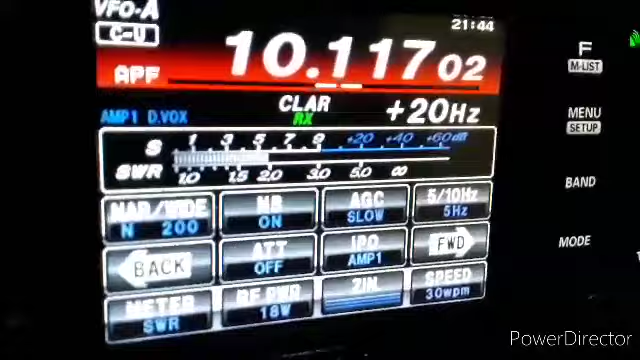 VFO-A
21:44
C-U
10.117 02
APF
CLAR
RX
+20Hz
AMP1 D.VOX
S 1 3 5 7 9 +20 +40 +60dB
SWR 1.0 1.5 2.0 3.0 5.0 ∞
NAR/WIDE
N 200
NB
ON
AGC
SLOW
5/10Hz
5Hz
BACK
ATT
OFF
IPO
AMP1
FWD
METER
SWR
RF PWR
18W
ZIN
SPEED
30wpm
F
M-LIST
MENU
SETUP
BAND
MODE
PowerDirector